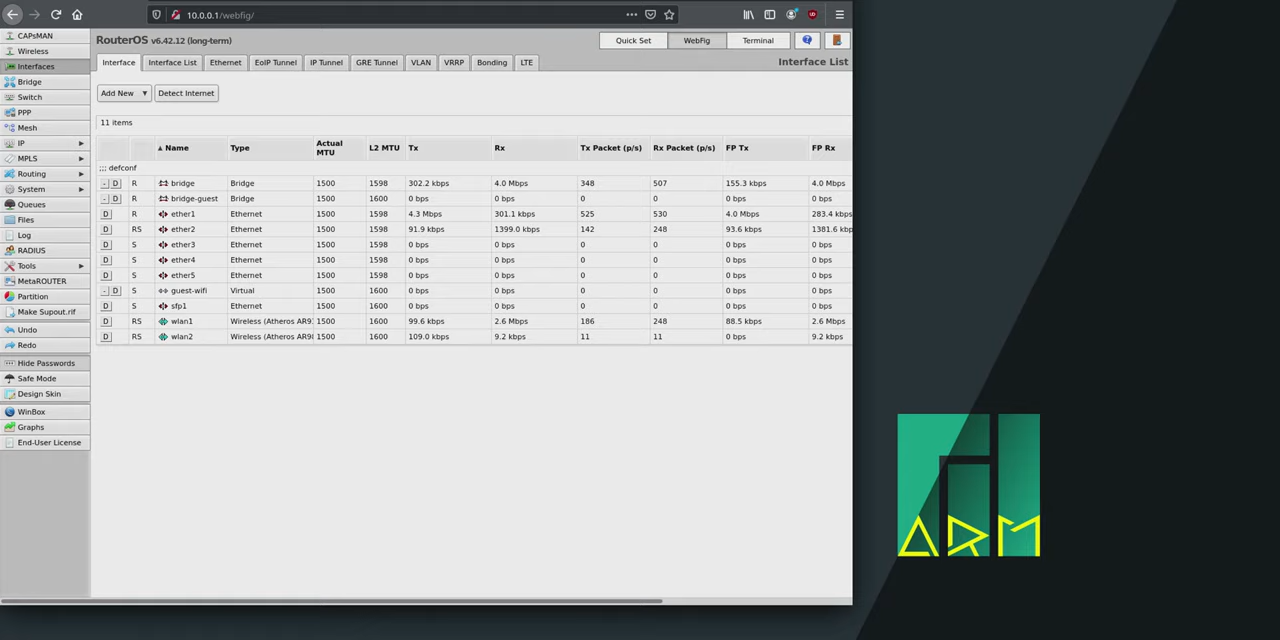 10.0.0.1/webfig/
RouterOS v6.42.12 (long-term)
Quick Set WebFig Terminal
CAPsMAN
Wireless
Interfaces
Bridge
Switch
PPP
Mesh
IP
MPLS
Routing
System
Queues
Files
Log
RADIUS
Tools
MetaROUTER
Partition
Make Supout.rif
Undo
Redo
Hide Passwords
Safe Mode
Design Skin
WinBox
Graphs
End-User License
Interface Interface List Ethernet EoIP Tunnel IP Tunnel GRE Tunnel VLAN VRRP Bonding LTE Interface List
Add New ▼ Detect Internet
11 items
▲ Name Type Actual MTU L2 MTU Tx Rx Tx Packet (p/s) Rx Packet (p/s) FP Tx FP Rx
;;; defconf
- D R bridge Bridge 1500 1598 302.2 kbps 4.0 Mbps 348 507 155.3 kbps 4.0 Mbps
- D R bridge-guest Bridge 1500 1598 0 bps 0 bps 0 0 0 bps 0 bps
D R ether1 Ethernet 1500 1598 4.3 Mbps 301.1 kbps 525 530 4.0 Mbps 283.4 kbps
D RS ether2 Ethernet 1500 1598 91.9 kbps 1399.0 kbps 142 248 93.6 kbps 1381.6 kb
D S ether3 Ethernet 1500 1598 0 bps 0 bps 0 0 0 bps 0 bps
D S ether4 Ethernet 1500 1598 0 bps 0 bps 0 0 0 bps 0 bps
D S ether5 Ethernet 1500 1598 0 bps 0 bps 0 0 0 bps 0 bps
- D S guest-wifi Virtual 1500 1600 0 bps 0 bps 0 0 0 bps 0 bps
D S sfp1 Ethernet 1500 1600 0 bps 0 bps 0 0 0 bps 0 bps
D RS wlan1 Wireless (Atheros AR9 1500 1600 99.6 kbps 2.6 Mbps 186 248 88.5 kbps 2.6 Mbps
D RS wlan2 Wireless (Atheros AR9 1500 1600 109.0 kbps 9.2 kbps 11 11 0 bps 9.2 kbps
ARM